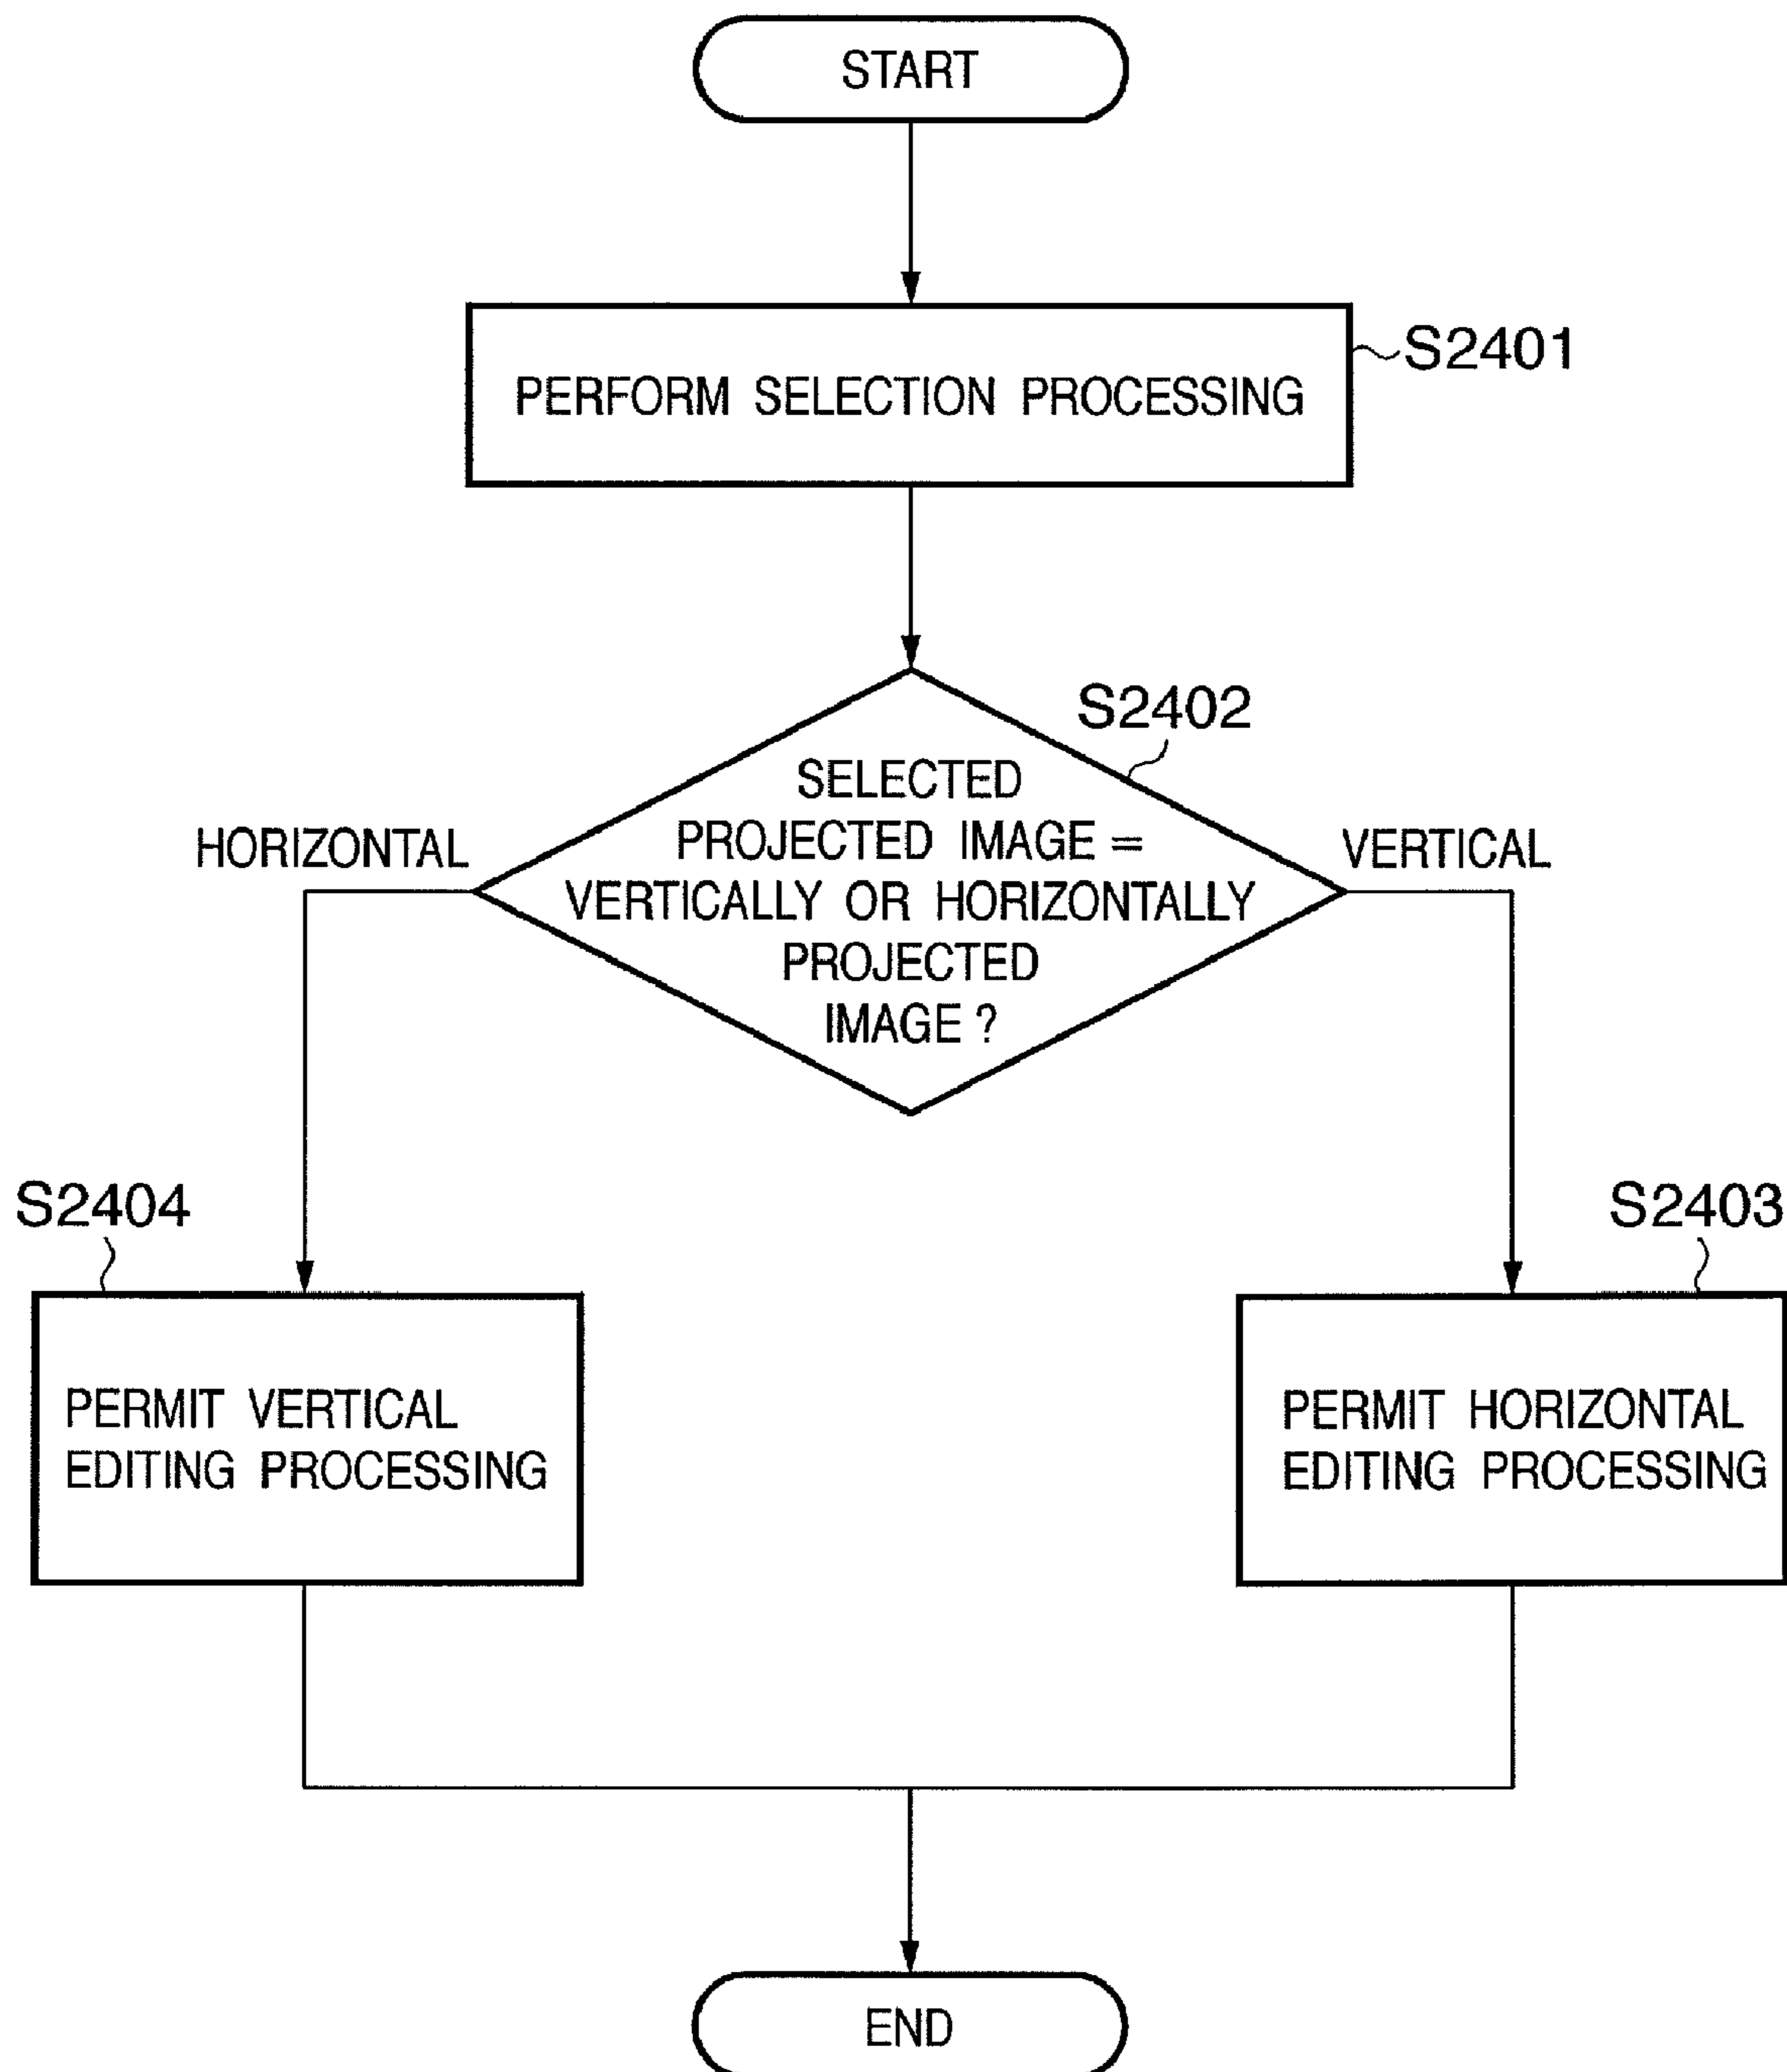 START
PERFORM SELECTION PROCESSING
S2401
S2402
SELECTED
PROJECTED IMAGE =
VERTICALLY OR HORIZONTALLY
PROJECTED
IMAGE ?
HORIZONTAL
VERTICAL
S2404
PERMIT VERTICAL
EDITING PROCESSING
S2403
PERMIT HORIZONTAL
EDITING PROCESSING
END